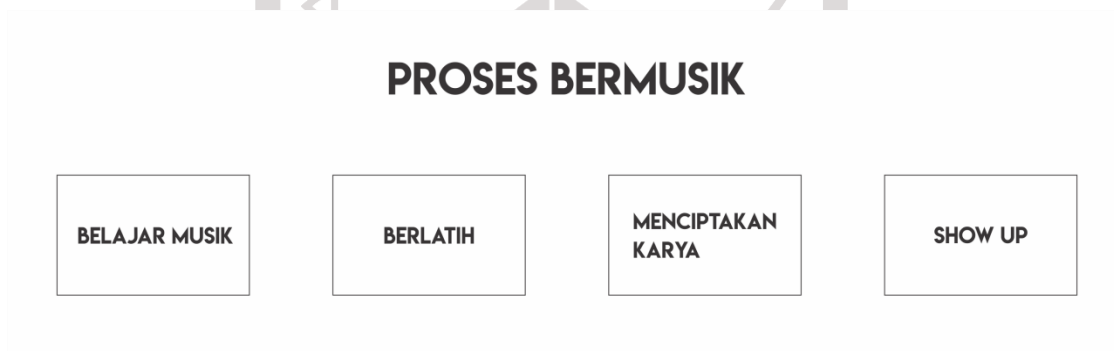 PROSES BERMUSIK
BELAJAR MUSIK
BERLATIH
MENCIPTAKAN
KARYA
SHOW UP